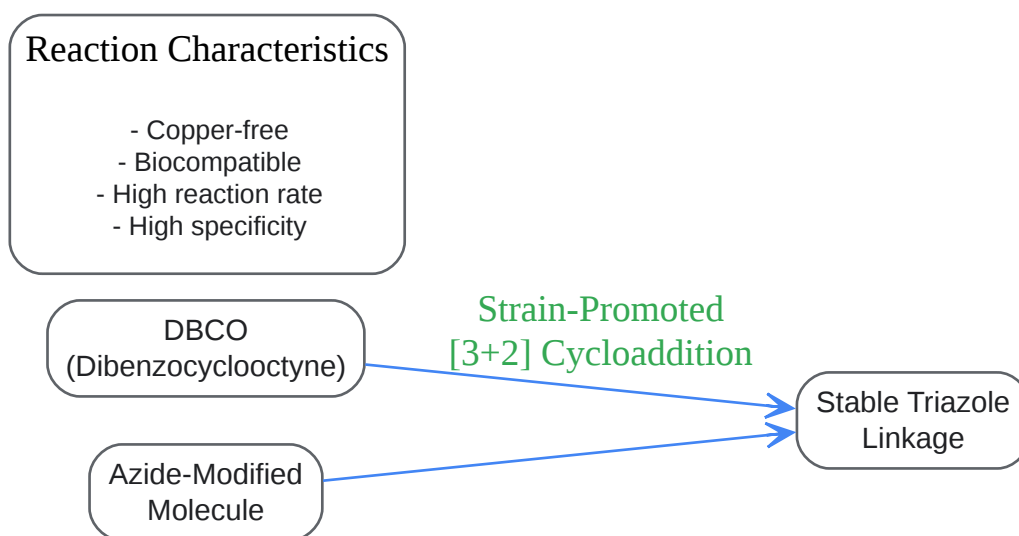 Reaction Characteristics
- Copper-free
- Biocompatible
- High reaction rate
- High specificity
Strain-Promoted
[3+2] Cycloaddition
DBCO
(Dibenzocyclooctyne)
Stable Triazole
Linkage
Azide-Modified
Molecule